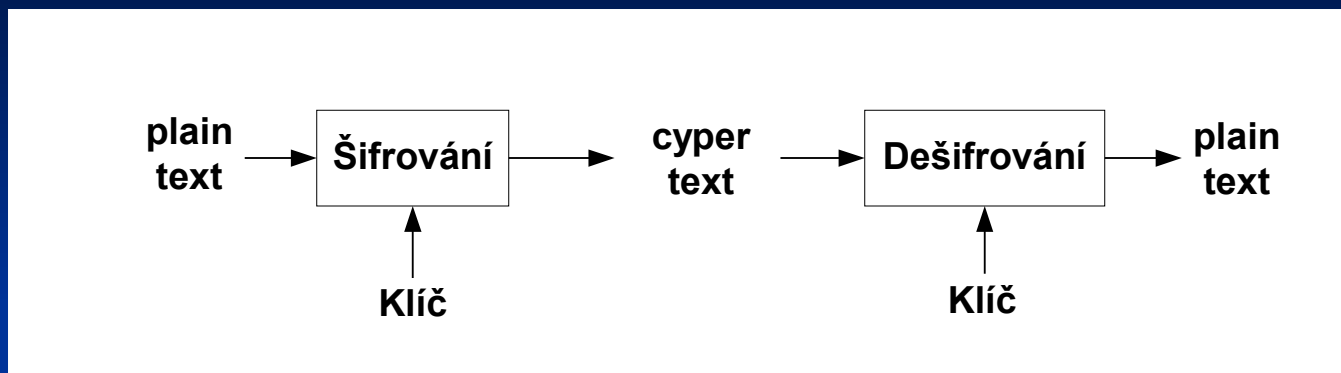 plain
text
Šifrování
cyper
text
Dešifrování
plain
text
Klíč
Klíč